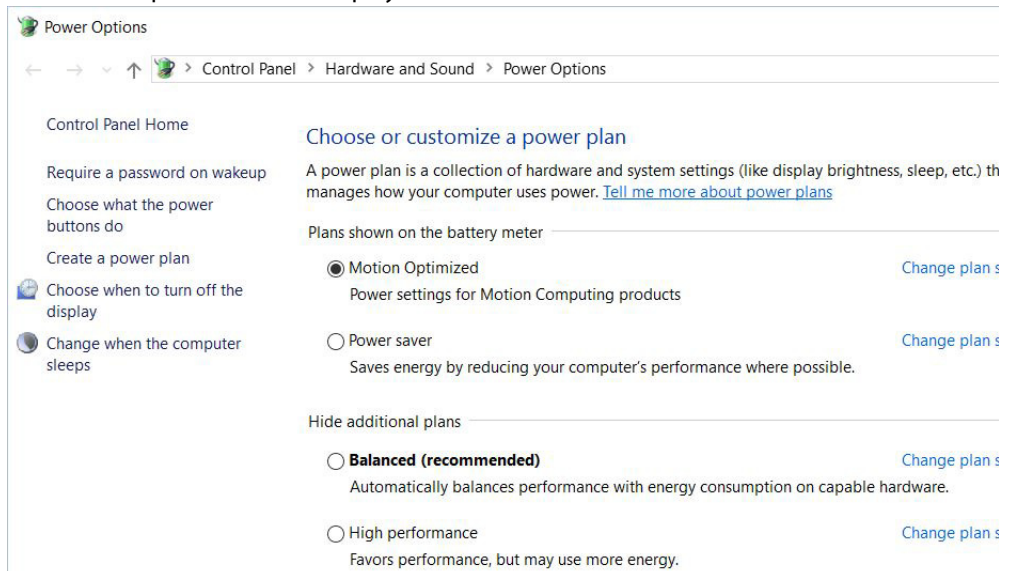 Power Options
Control Panel > Hardware and Sound > Power Options
Control Panel Home
Require a password on wakeup
Choose what the power
buttons do
Create a power plan
Choose when to turn off the
display
Change when the computer
sleeps
Choose or customize a power plan
A power plan is a collection of hardware and system settings (like display brightness, sleep, etc.) th
manages how your computer uses power. Tell me more about power plans
Plans shown on the battery meter
Motion Optimized
Change plan s
Power settings for Motion Computing products
Power saver
Change plan s
Saves energy by reducing your computer's performance where possible.
Hide additional plans
Balanced (recommended)
Change plan s
Automatically balances performance with energy consumption on capable hardware.
High performance
Change plan s
Favors performance, but may use more energy.